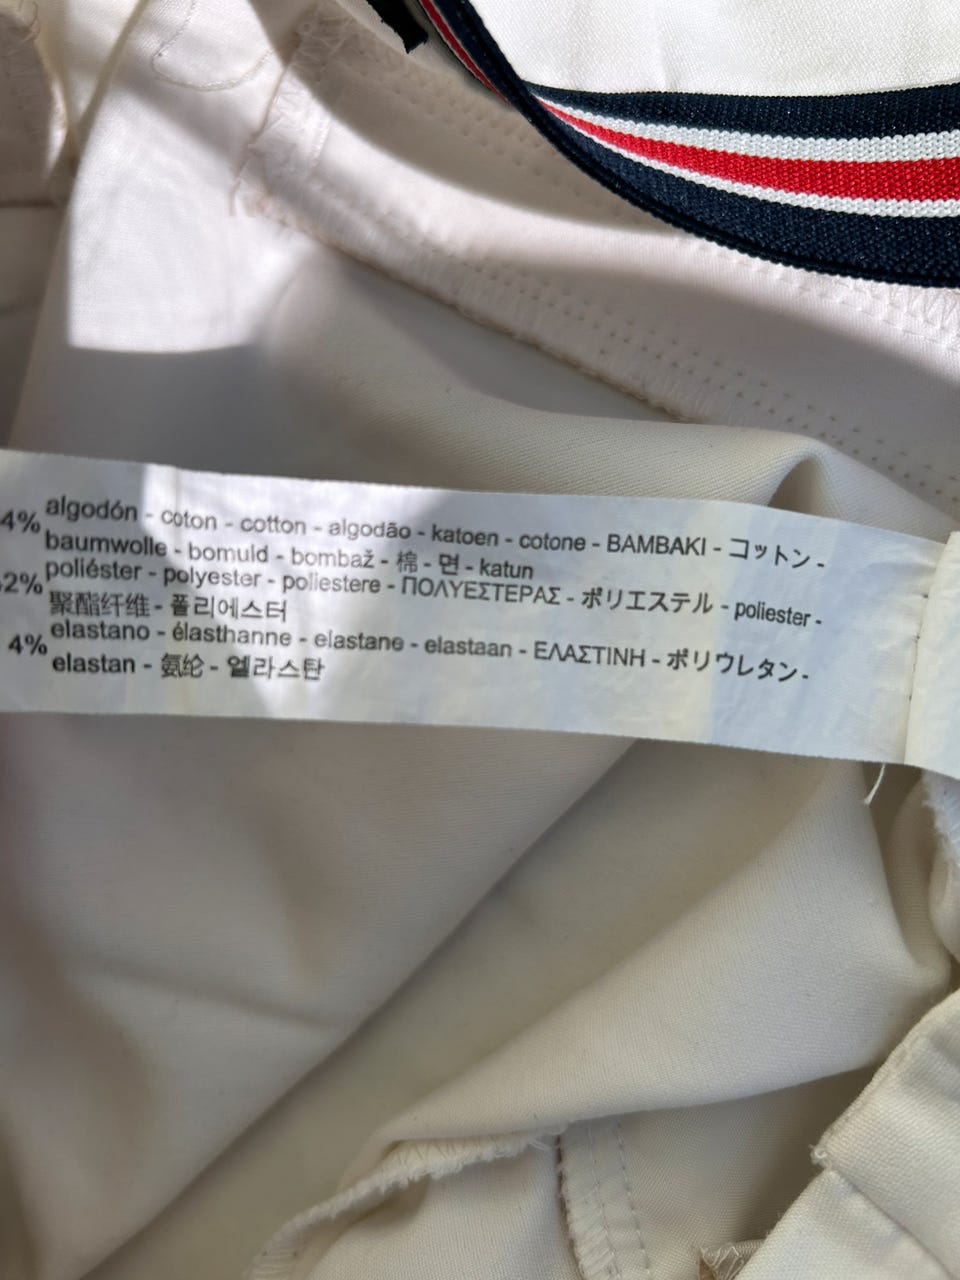 4% algodón - coton - cotton - algodão - katoen - cotone - BAMBAKI - コットン -
baumwolle - bomuld - bombaž - 棉 - 면 - katun
2% poliéster - polyester - poliestere - ΠΟΛΥΕΣΤΕΡΑΣ - ポリエステル - poliester -
聚酯纤维 - 폴리에스터
4% elastano - élasthanne - elastane - elastaan - ΕΛΑΣΤΙΝΗ - ポリウレタン -
elastan - 氨纶 - 엘라스탄